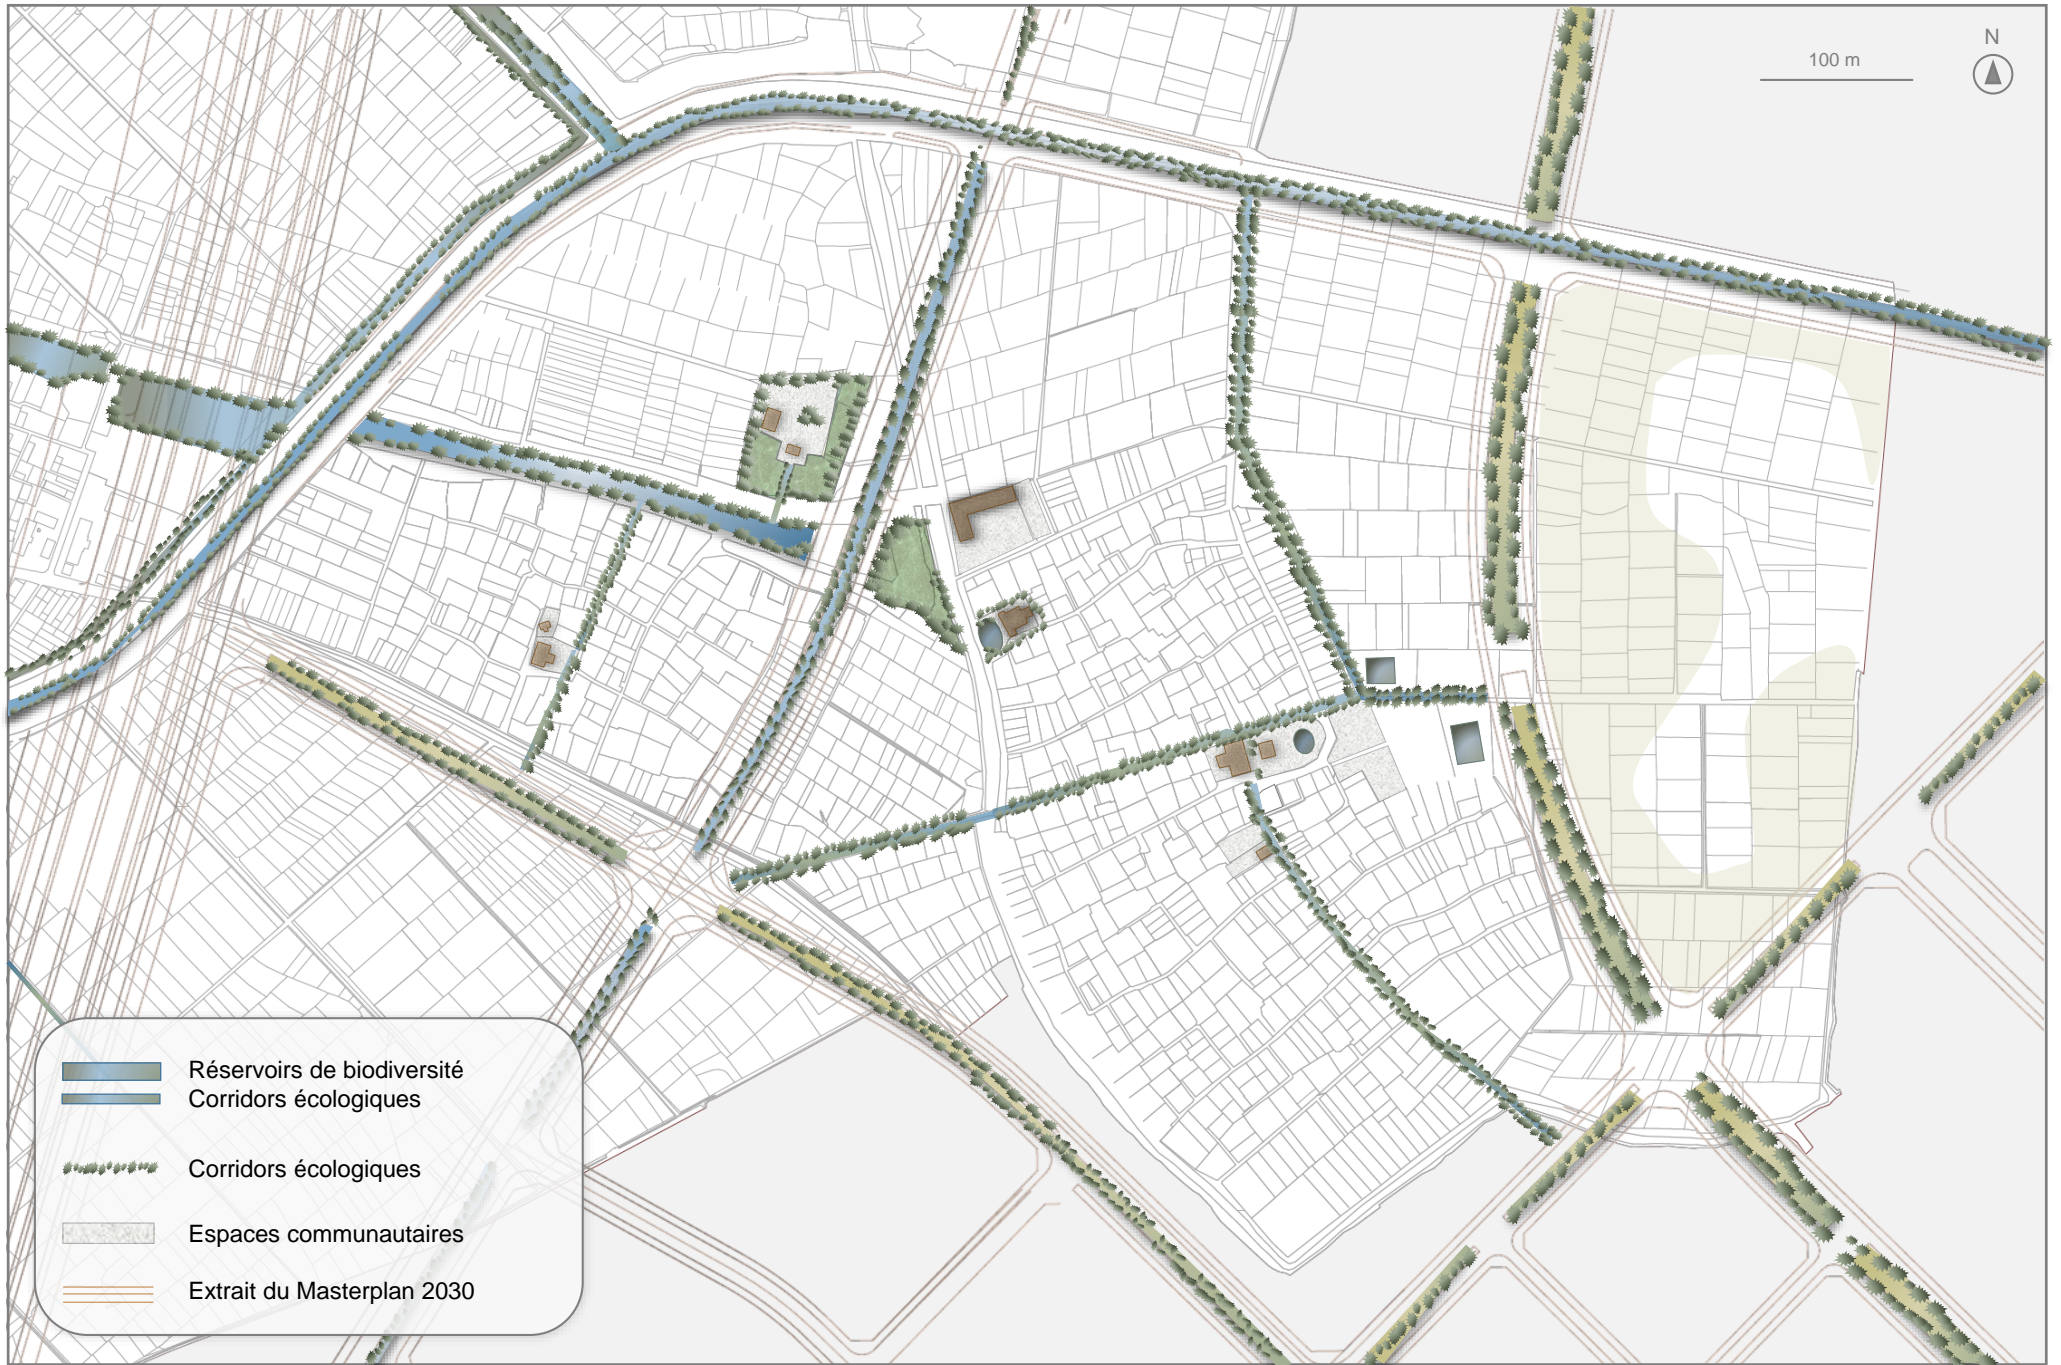 100 m
N
Réservoirs de biodiversité
Corridors écologiques
Corridors écologiques
Espaces communautaires
Extrait du Masterplan 2030